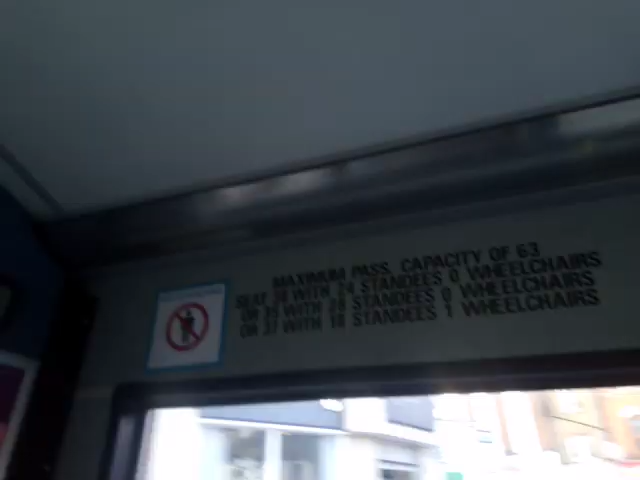 MAXIMUM PASS. CAPACITY OF 63
SEAT WITH 24 STANDEES 0 WHEELCHAIRS
OR WITH STANDEES 0 WHEELCHAIRS
OR 37 WITH 18 STANDEES 1 WHEELCHAIRS